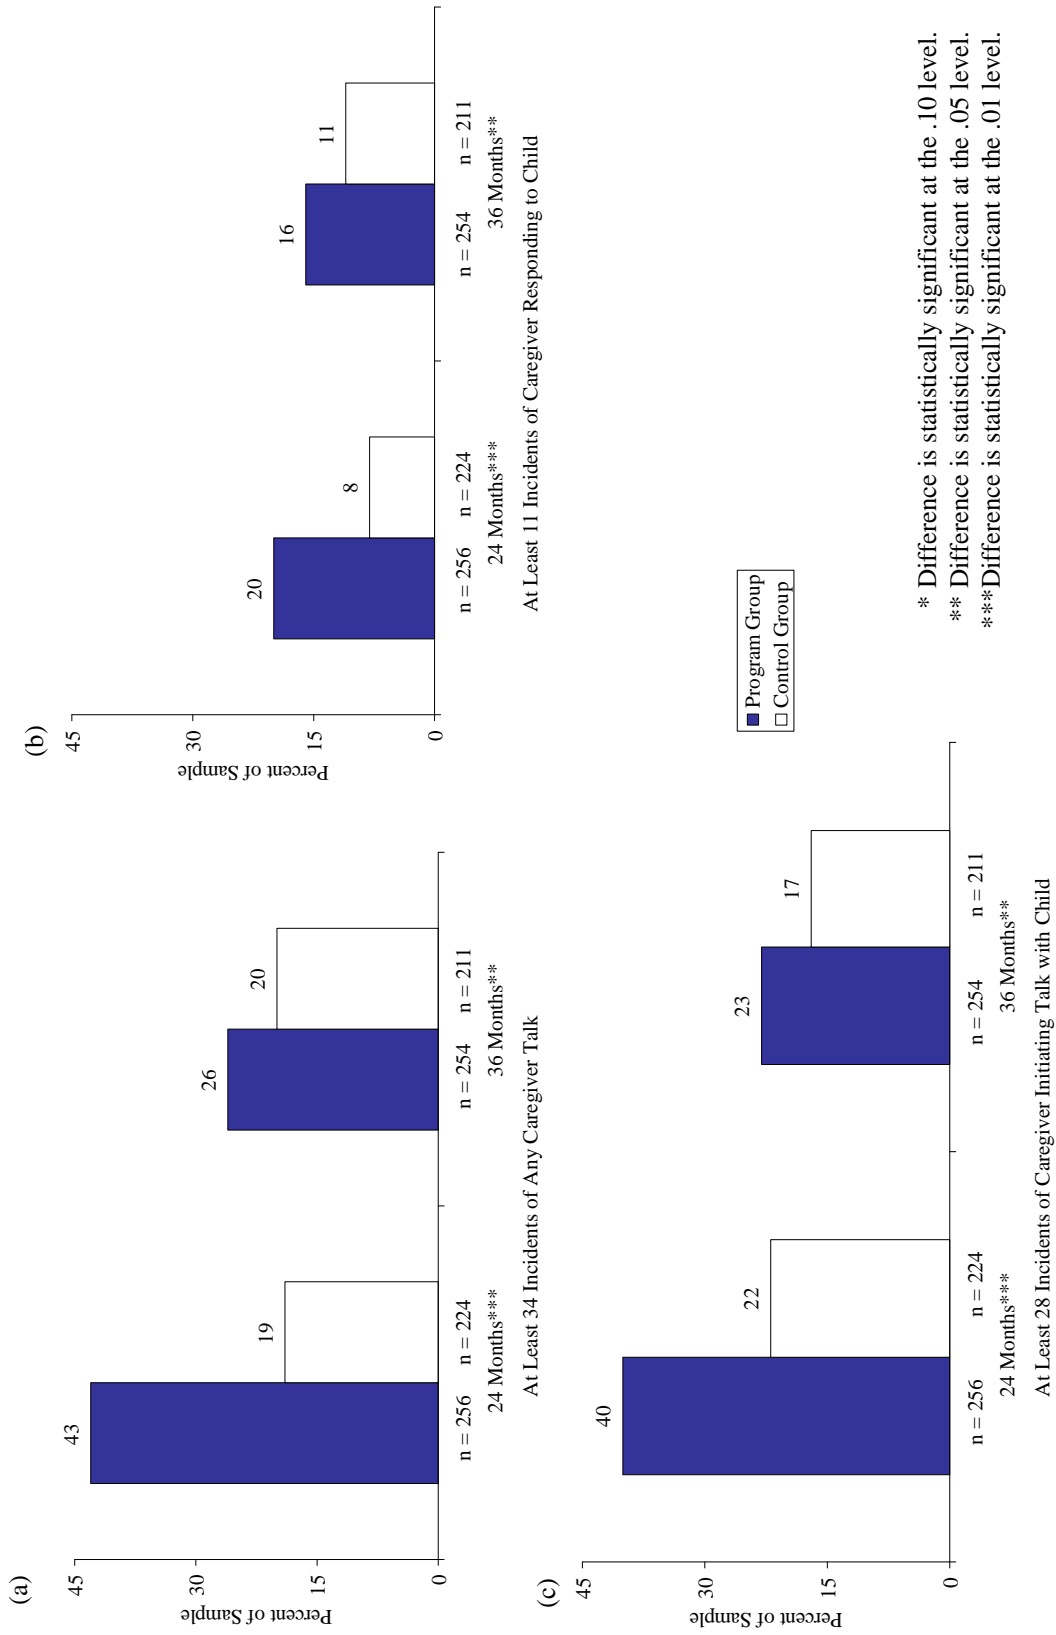 (a)
Percent of Sample
45
30
15
0
43
19
26
20
n = 256
n = 224
n = 254
n = 211
24 Months***
36 Months**
At Least 34 Incidents of Any Caregiver Talk
(b)
Percent of Sample
45
30
15
0
20
8
16
11
n = 256
n = 224
n = 254
n = 211
24 Months***
36 Months**
At Least 11 Incidents of Caregiver Responding to Child
(c)
Percent of Sample
45
30
15
0
40
22
23
17
n = 256
n = 224
n = 254
n = 211
24 Months***
36 Months**
At Least 28 Incidents of Caregiver Initiating Talk with Child
Program Group
Control Group
* Difference is statistically significant at the .10 level.
** Difference is statistically significant at the .05 level.
***Difference is statistically significant at the .01 level.